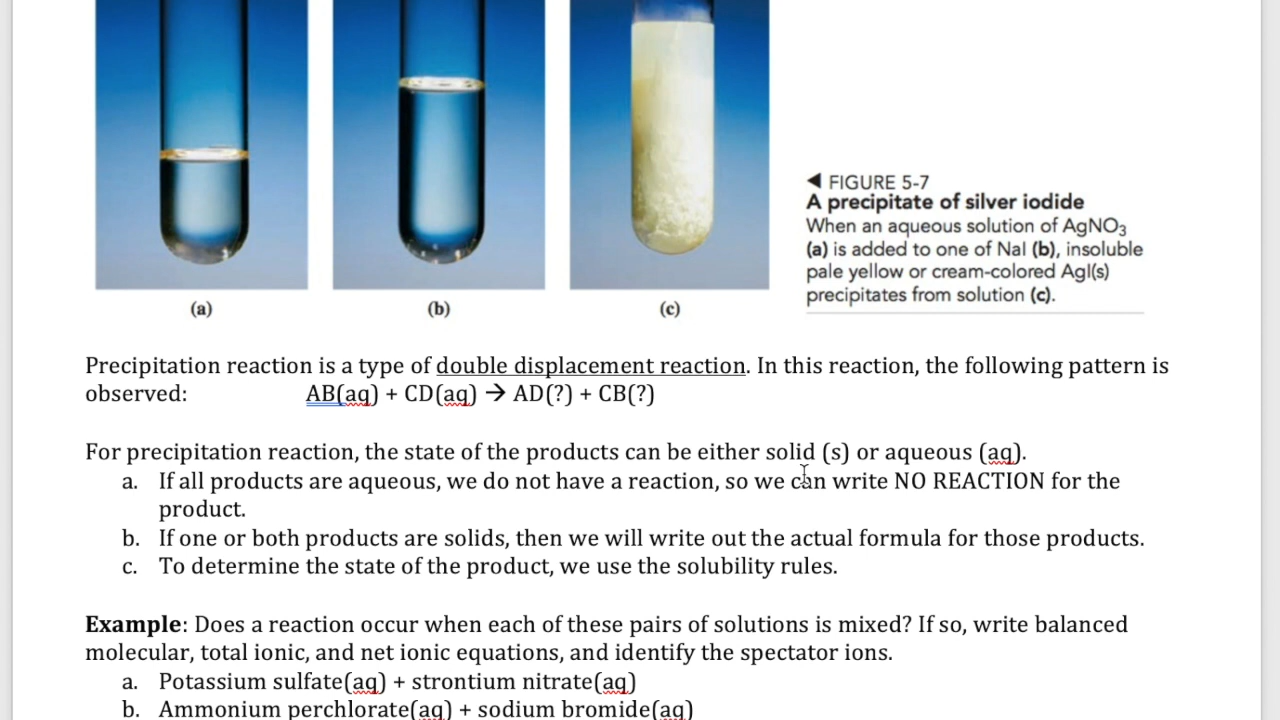 (a)
(b)
(c)
◄ FIGURE 5-7
A precipitate of silver iodide
When an aqueous solution of AgNO₃
(a) is added to one of NaI (b), insoluble
pale yellow or cream-colored AgI(s)
precipitates from solution (c).
Precipitation reaction is a type of double displacement reaction. In this reaction, the following pattern is
observed: AB(aq) + CD(aq) → AD(?) + CB(?)
For precipitation reaction, the state of the products can be either solid (s) or aqueous (aq).
a. If all products are aqueous, we do not have a reaction, so we can write NO REACTION for the
product.
b. If one or both products are solids, then we will write out the actual formula for those products.
c. To determine the state of the product, we use the solubility rules.
Example: Does a reaction occur when each of these pairs of solutions is mixed? If so, write balanced
molecular, total ionic, and net ionic equations, and identify the spectator ions.
a. Potassium sulfate(aq) + strontium nitrate(aq)
b. Ammonium perchlorate(aq) + sodium bromide(aq)